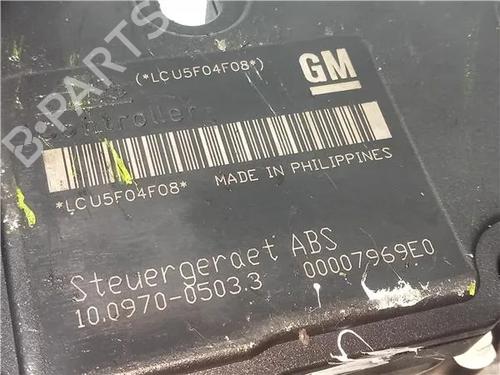 B-PARTS
(*LCU5F04F08*)
GM
Controller
*LCU5F04F08*
MADE IN PHILIPPINES
Steuergeraet ABS
10.0970-0503.3
00007969E0